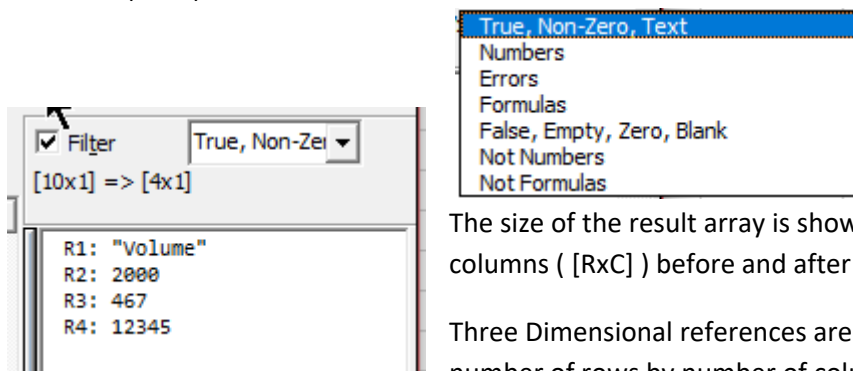 True, Non-Zero, Text
Numbers
Errors
Formulas
False, Empty, Zero, Blank
Not Numbers
Not Formulas
Filter
True, Non-Ze
[10x1] => [4x1]
R1: "Volume"
R2: 2000
R3: 467
R4: 12345
The size of the result array is show
columns ( [RxC] ) before and after
Three Dimensional references are
number of rows by number of colu